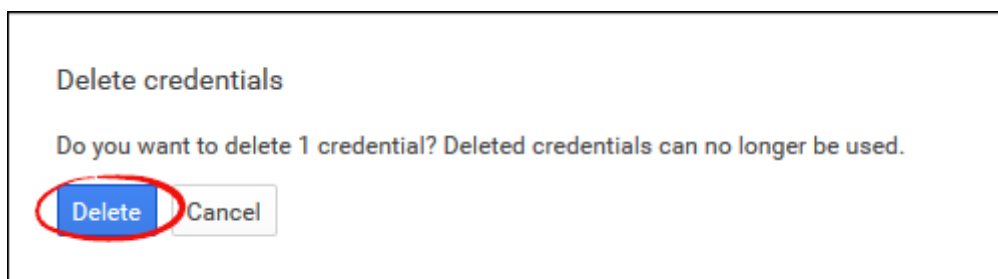 Delete credentials
Do you want to delete 1 credential? Deleted credentials can no longer be used.
Delete Cancel